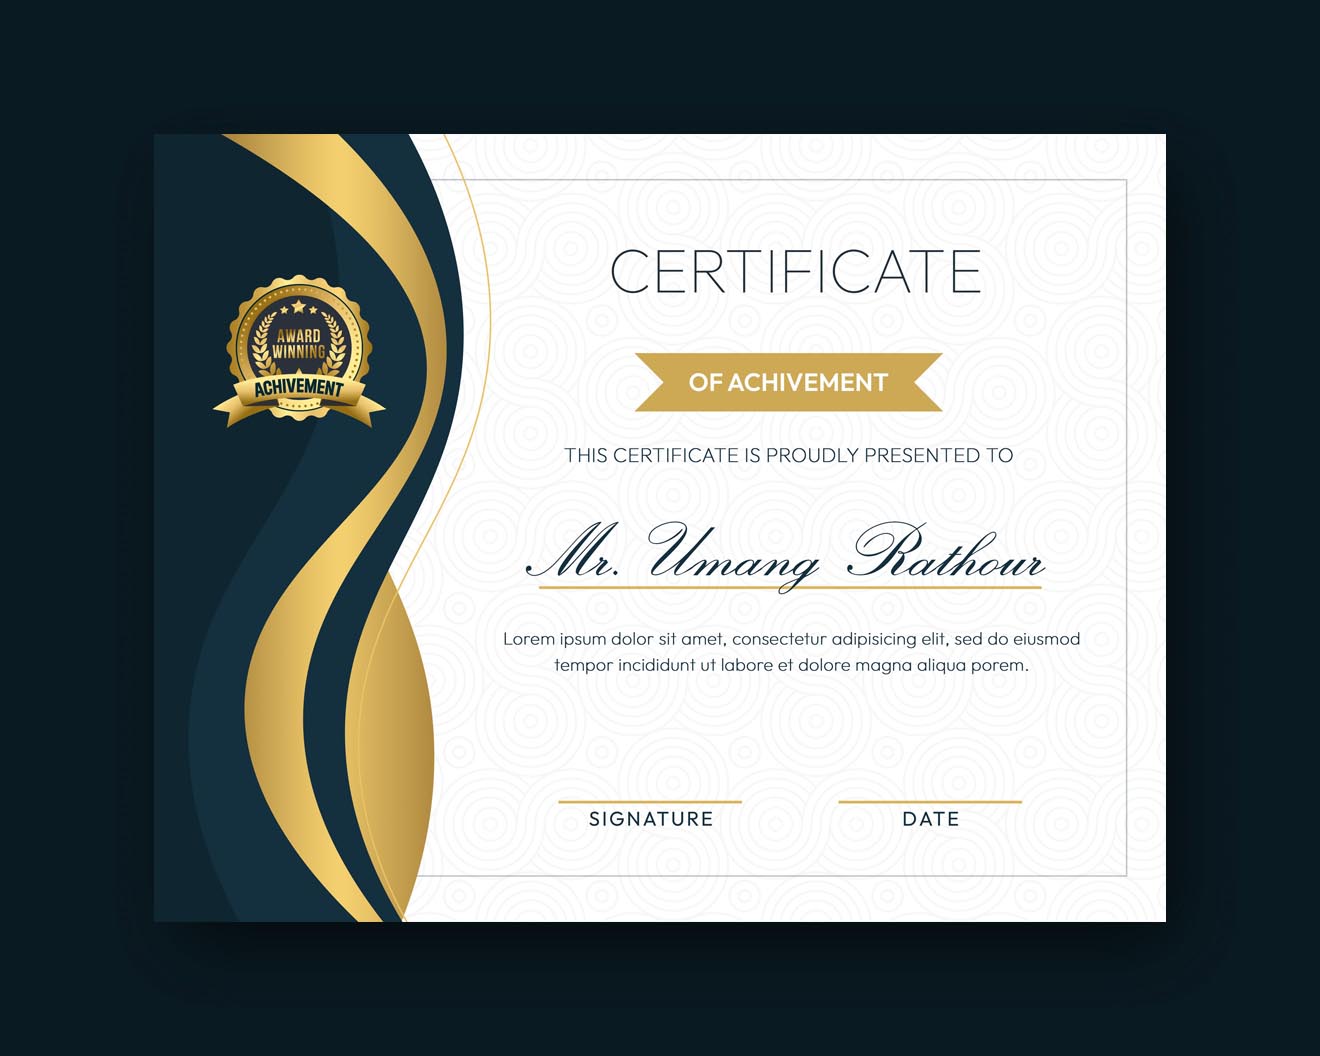 CERTIFICATE
AWARD
WINNING
ACHIVEMENT
OF ACHIVEMENT
THIS CERTIFICATE IS PROUDLY PRESENTED TO
Mr. Umang Rathour
Lorem ipsum dolor sit amet, consectetur adipisicing elit, sed do eiusmod
tempor incididunt ut labore et dolore magna aliqua porem.
SIGNATURE
DATE